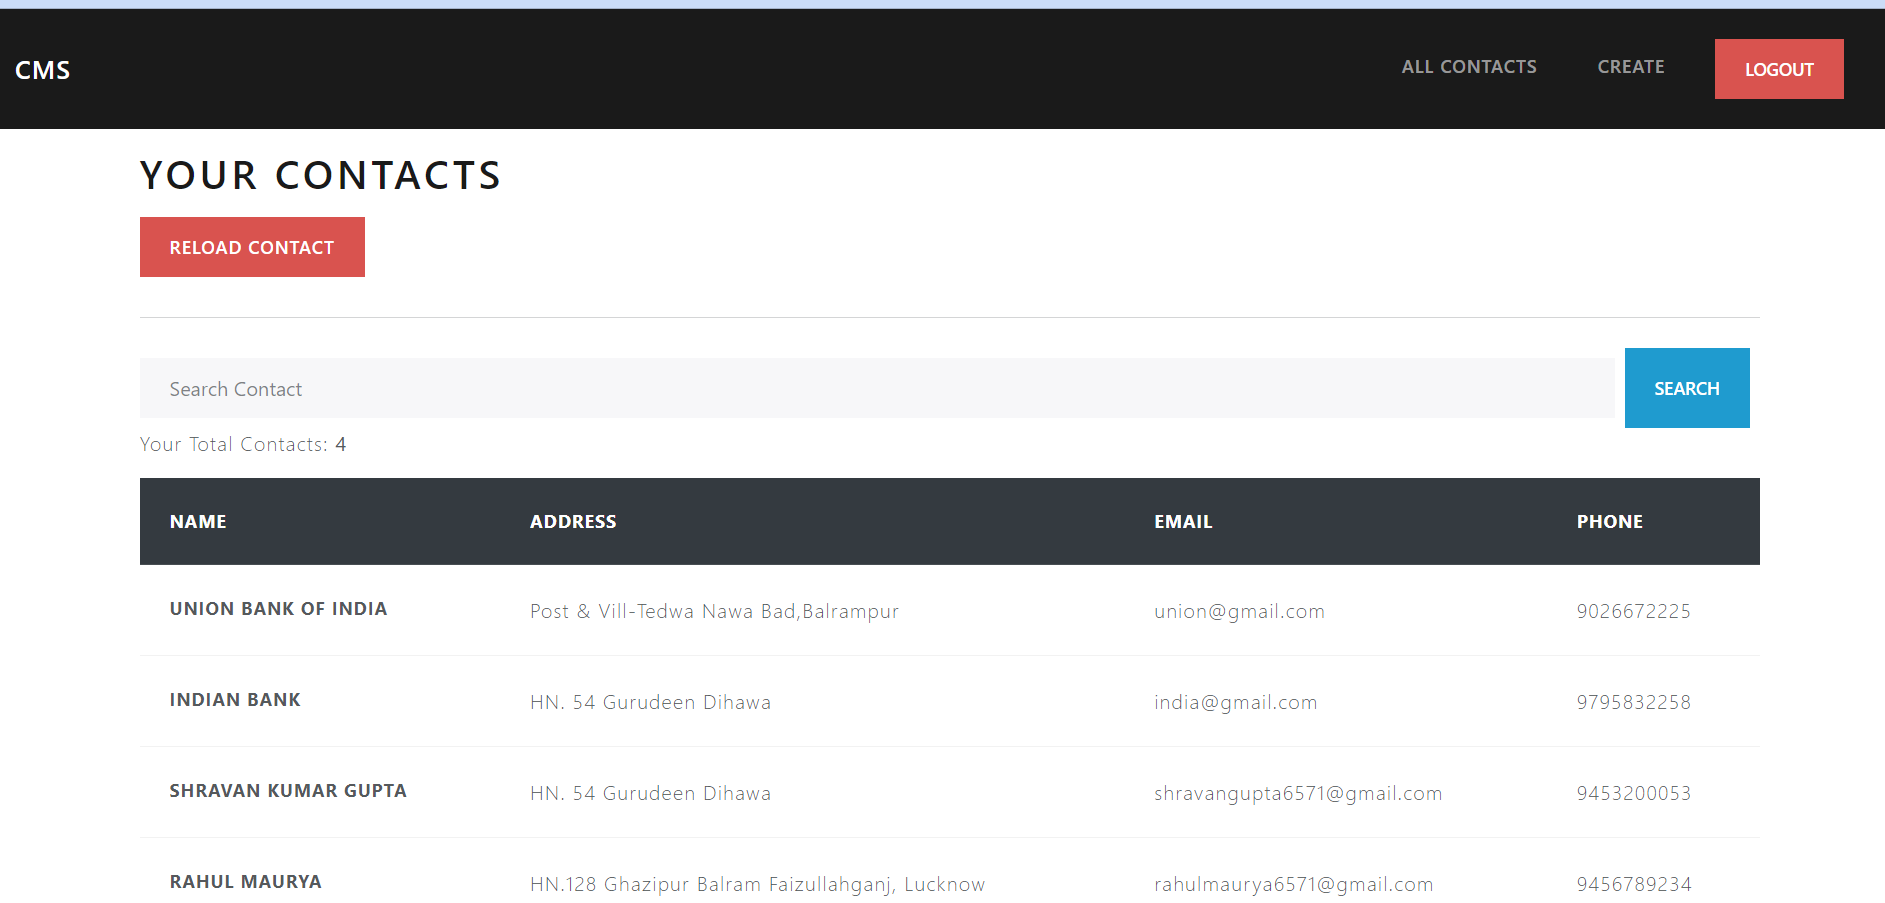 CMS ALL CONTACTS CREATE LOGOUT
YOUR CONTACTS
RELOAD CONTACT
Search Contact SEARCH
Your Total Contacts: 4
NAME ADDRESS EMAIL PHONE
UNION BANK OF INDIA Post & Vill-Tedwa Nawa Bad,Balrampur union@gmail.com 9026672225
INDIAN BANK HN. 54 Gurudeen Dihawa india@gmail.com 9795832258
SHRAVAN KUMAR GUPTA HN. 54 Gurudeen Dihawa shravangupta6571@gmail.com 9453200053
RAHUL MAURYA HN.128 Ghazipur Balram Faizullahganj, Lucknow rahulmaurya6571@gmail.com 9456789234